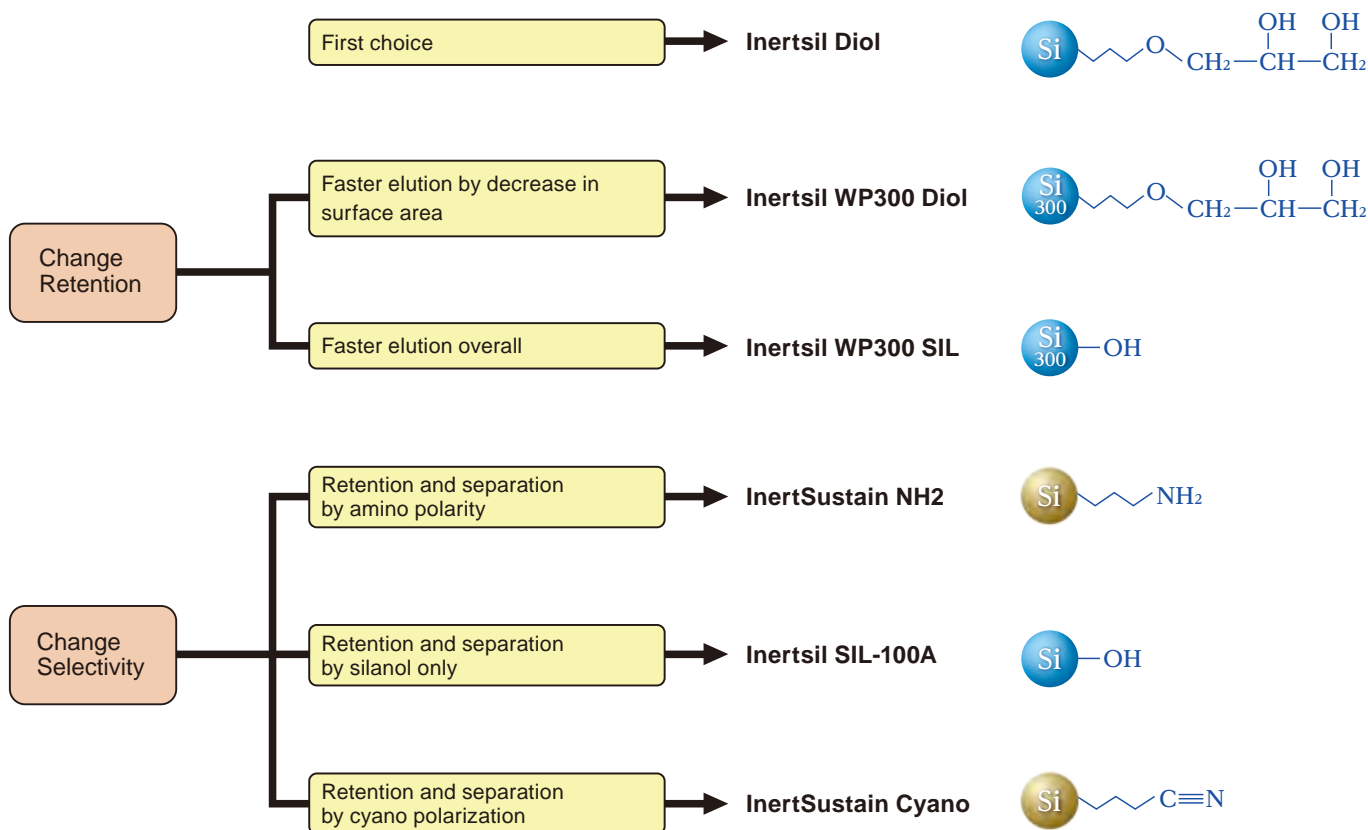 First choice
Inertsil Diol
Si
O
CH₂—CH—CH₂
OH OH
Change
Retention
Faster elution by decrease in
surface area
Inertsil WP300 Diol
Si
300
O
CH₂—CH—CH₂
OH OH
Faster elution overall
Inertsil WP300 SIL
Si
300
OH
Change
Selectivity
Retention and separation
by amino polarity
InertSustain NH2
Si
NH₂
Retention and separation
by silanol only
Inertsil SIL-100A
Si
OH
Retention and separation
by cyano polarization
InertSustain Cyano
Si
C≡N